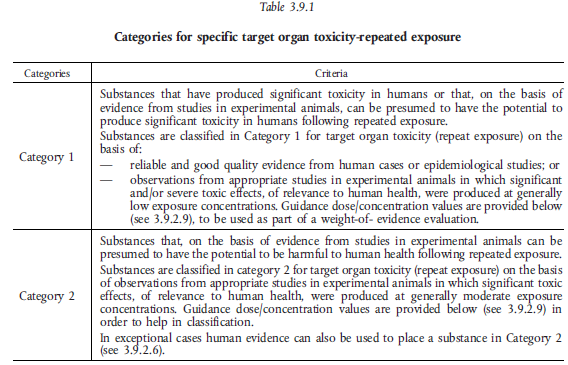 Table 3.9.1
Categories for specific target organ toxicity-repeated exposure
Categories
Criteria
Category 1
Substances that have produced significant toxicity in humans or that, on the basis of
evidence from studies in experimental animals, can be presumed to have the potential to
produce significant toxicity in humans following repeated exposure.
Substances are classified in Category 1 for target organ toxicity (repeat exposure) on the
basis of:
— reliable and good quality evidence from human cases or epidemiological studies; or
— observations from appropriate studies in experimental animals in which significant
and/or severe toxic effects, of relevance to human health, were produced at generally
low exposure concentrations. Guidance dose/concentration values are provided below
(see 3.9.2.9), to be used as part of a weight-of- evidence evaluation.
Category 2
Substances that, on the basis of evidence from studies in experimental animals can be
presumed to have the potential to be harmful to human health following repeated exposure.
Substances are classified in category 2 for target organ toxicity (repeat exposure) on the basis
of observations from appropriate studies in experimental animals in which significant toxic
effects, of relevance to human health, were produced at generally moderate exposure
concentrations. Guidance dose/concentration values are provided below (see 3.9.2.9) in
order to help in classification.
In exceptional cases human evidence can also be used to place a substance in Category 2
(see 3.9.2.6).